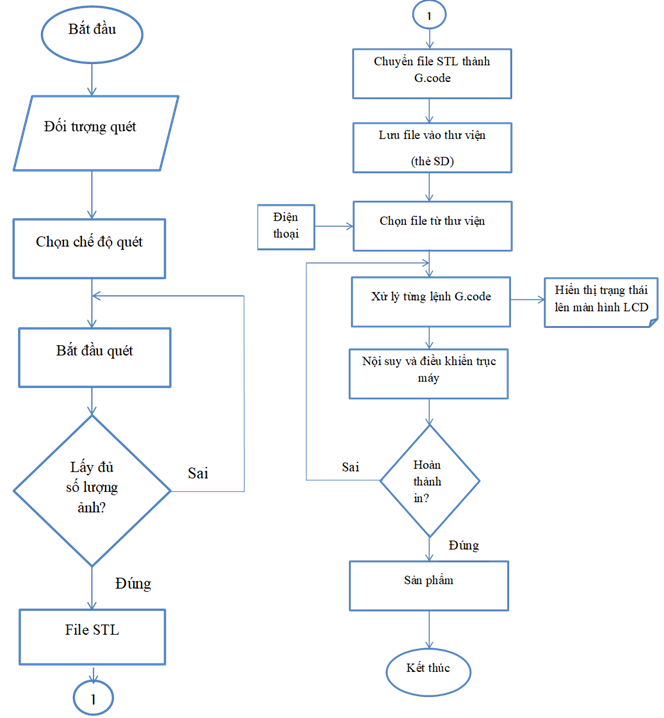 Bắt đầu
Đối tượng quét
Chọn chế độ quét
Bắt đầu quét
Lấy đủ
số lượng
ảnh?
Sai
Đúng
File STL
1
1
Chuyển file STL thành
G.code
Lưu file vào thư viện
(thẻ SD)
Điện
thoại
Chọn file từ thư viện
Xử lý từng lệnh G.code
Hiển thị trạng thái
lên màn hình LCD
Nội suy và điều khiển trục
máy
Sai
Hoàn
thành
in?
Đúng
Sản phẩm
Kết thúc